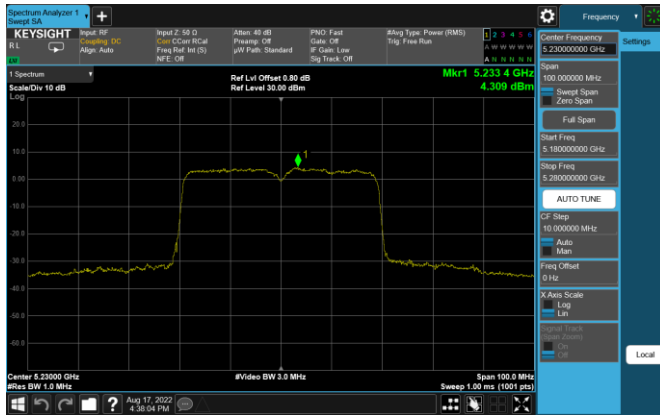 Spectrum Analyzer 1
Swept SA
+
Frequency
KEYSIGHT
RL
Input: RF
Coupling: DC
Align: Auto
Input Z: 50 Ω
Corr CCorr RCal
Freq Ref: Int (S)
NFE: Off
Atten: 40 dB
Preamp: Off
µW Path: Standard
PNO: Fast
Gate: Off
IF Gain: Low
Sig Track: Off
#Avg Type: Power (RMS)
Trig: Free Run
1 2 3 4 5 6
A W W W W W
A N N N N N
1 Spectrum
Scale/Div 10 dB
Log
Ref Lvl Offset 0.80 dB
Ref Level 30.00 dBm
Mkr1 5.233 4 GHz
4.309 dBm
1
20.0
10.0
0.00
-10.0
-20.0
-30.0
-40.0
-50.0
-60.0
Center 5.23000 GHz
#Res BW 1.0 MHz
#Video BW 3.0 MHz
Span 100.0 MHz
Sweep 1.00 ms (1001 pts)
?
Aug 17, 2022
4:38:04 PM
Center Frequency
5.230000000 GHz
Settings
Span
100.000000 MHz
Swept Span
Zero Span
Full Span
Start Freq
5.180000000 GHz
Stop Freq
5.280000000 GHz
AUTO TUNE
CF Step
10.000000 MHz
Auto
Man
Freq Offset
0 Hz
X Axis Scale
Log
Lin
Signal Track
(Span Zoom)
On
Off
Local